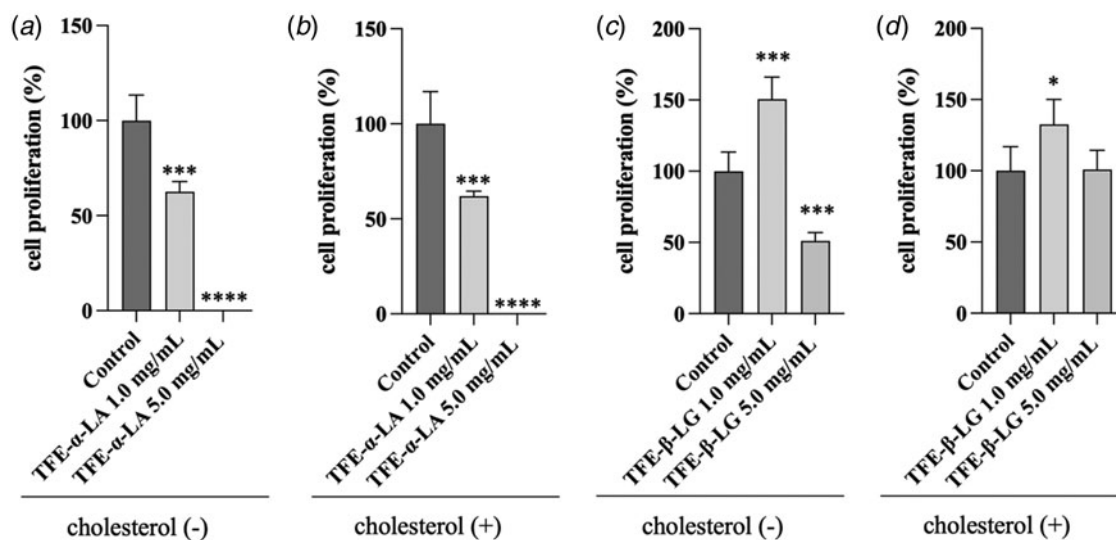 (a)
cell proliferation (%)
150
100
50
0
***
****
Control
TFE-α-LA 1.0 mg/mL
TFE-α-LA 5.0 mg/mL
cholesterol (-)
(b)
cell proliferation (%)
150
100
50
0
***
****
Control
TFE-α-LA 1.0 mg/mL
TFE-α-LA 5.0 mg/mL
cholesterol (+)
(c)
cell proliferation (%)
200
150
100
50
0
***
***
Control
TFE-β-LG 1.0 mg/mL
TFE-β-LG 5.0 mg/mL
cholesterol (-)
(d)
cell proliferation (%)
200
150
100
50
0
*
Control
TFE-β-LG 1.0 mg/mL
TFE-β-LG 5.0 mg/mL
cholesterol (+)